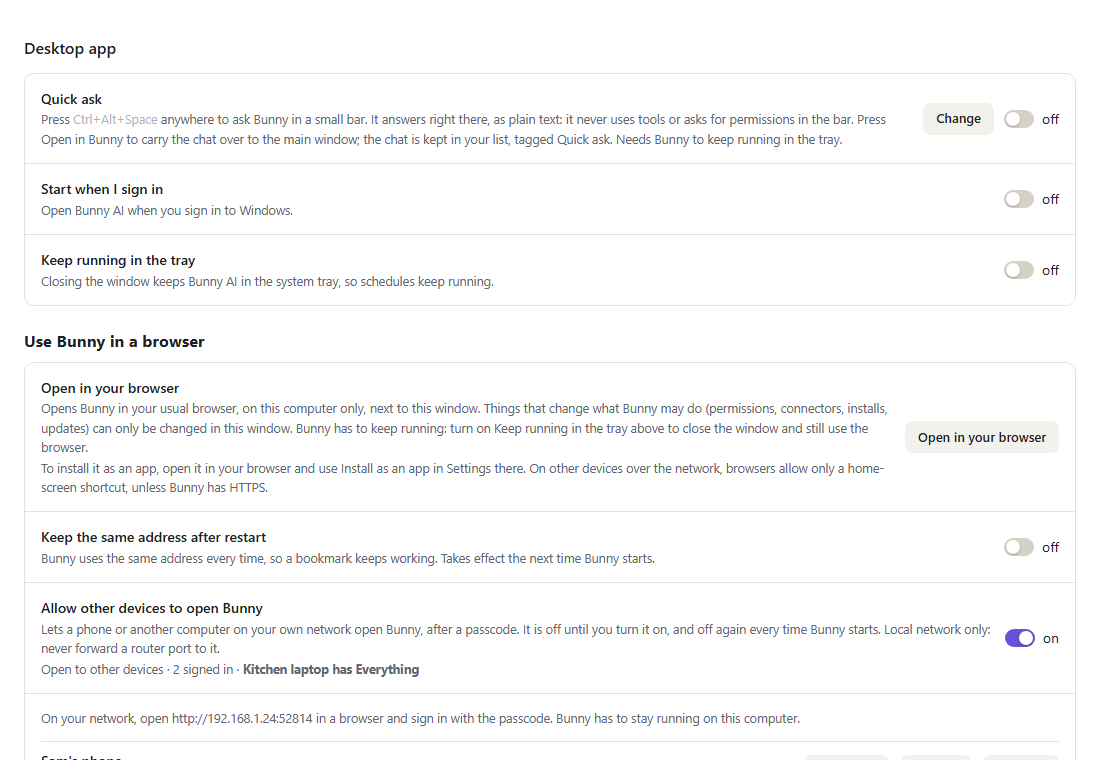 Desktop app
Quick ask
Press Ctrl+Alt+Space anywhere to ask Bunny in a small bar. It answers right there, as plain text: it never uses tools or asks for permissions in the bar. Press
Open in Bunny to carry the chat over to the main window; the chat is kept in your list, tagged Quick ask. Needs Bunny to keep running in the tray.
Change
off
Start when I sign in
Open Bunny AI when you sign in to Windows.
off
Keep running in the tray
Closing the window keeps Bunny AI in the system tray, so schedules keep running.
off
Use Bunny in a browser
Open in your browser
Opens Bunny in your usual browser, on this computer only, next to this window. Things that change what Bunny may do (permissions, connectors, installs,
updates) can only be changed in this window. Bunny has to keep running: turn on Keep running in the tray above to close the window and still use the
browser.
To install it as an app, open it in your browser and use Install as an app in Settings there. On other devices over the network, browsers allow only a home-
screen shortcut, unless Bunny has HTTPS.
Open in your browser
Keep the same address after restart
Bunny uses the same address every time, so a bookmark keeps working. Takes effect the next time Bunny starts.
off
Allow other devices to open Bunny
Lets a phone or another computer on your own network open Bunny, after a passcode. It is off until you turn it on, and off again every time Bunny starts. Local network only:
never forward a router port to it.
Open to other devices · 2 signed in · Kitchen laptop has Everything
on
On your network, open http://192.168.1.24:52814 in a browser and sign in with the passcode. Bunny has to stay running on this computer.